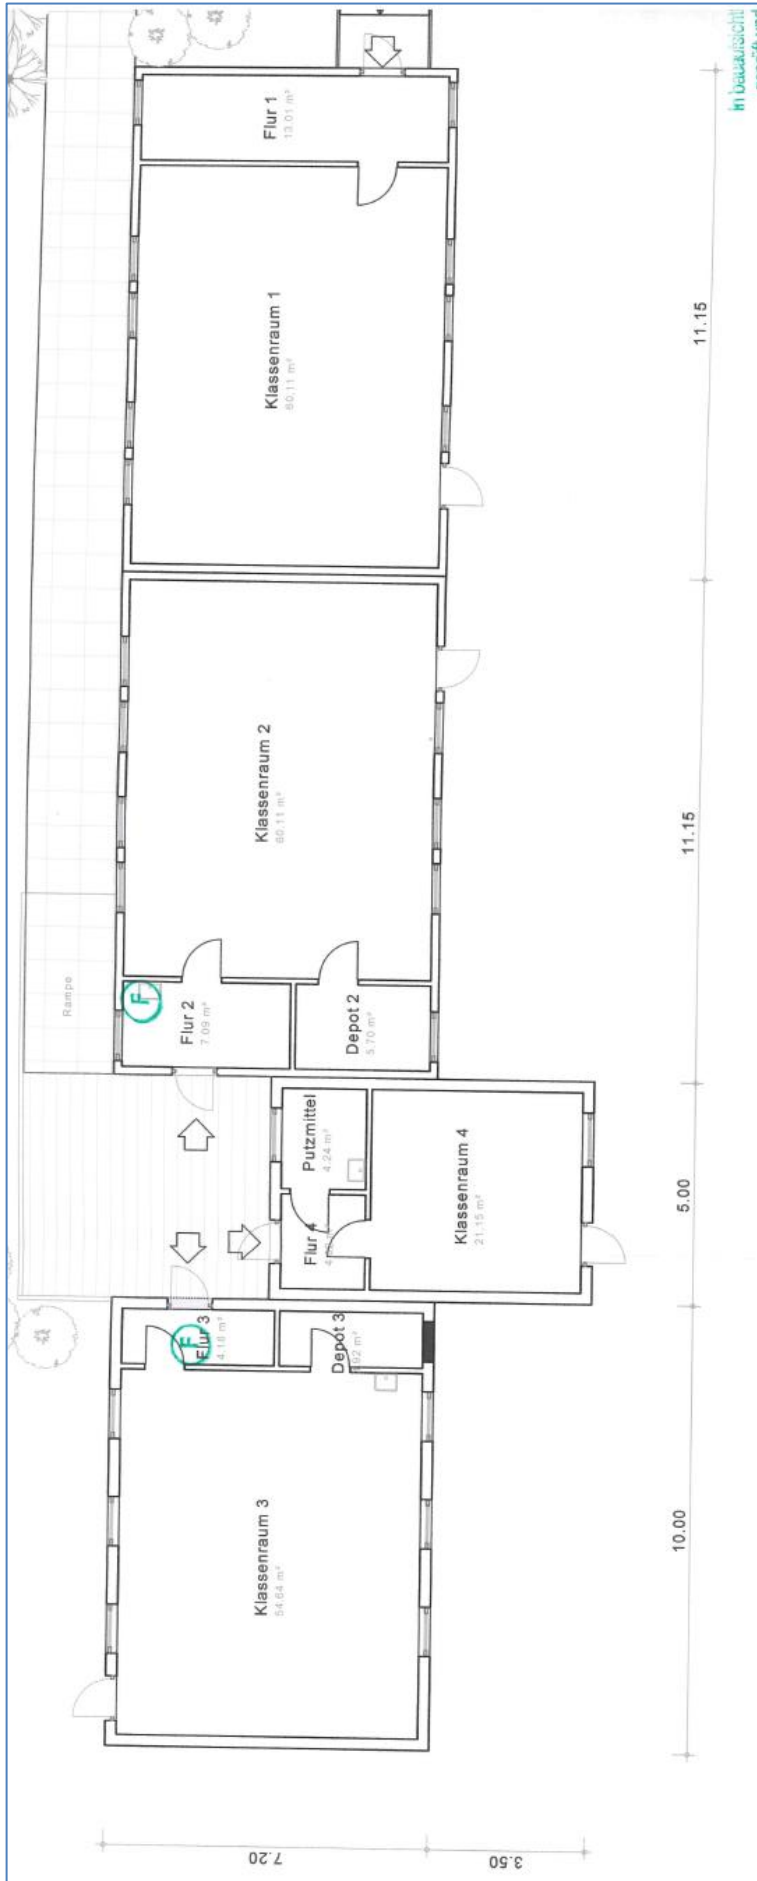 Flur 1
13.01 m²
Klassenraum 1
60.11 m²
11.15
Klassenraum 2
60.11 m²
11.15
Rampe
F
Flur 2
7.09 m²
Depot 2
5.70 m²
Putzmittel
4.24 m²
Flur 4
Klassenraum 4
21.15 m²
5.00
Flur 3
4.18 m²
F
Depot 3
Klassenraum 3
54.64 m²
10.00
7.20
3.50